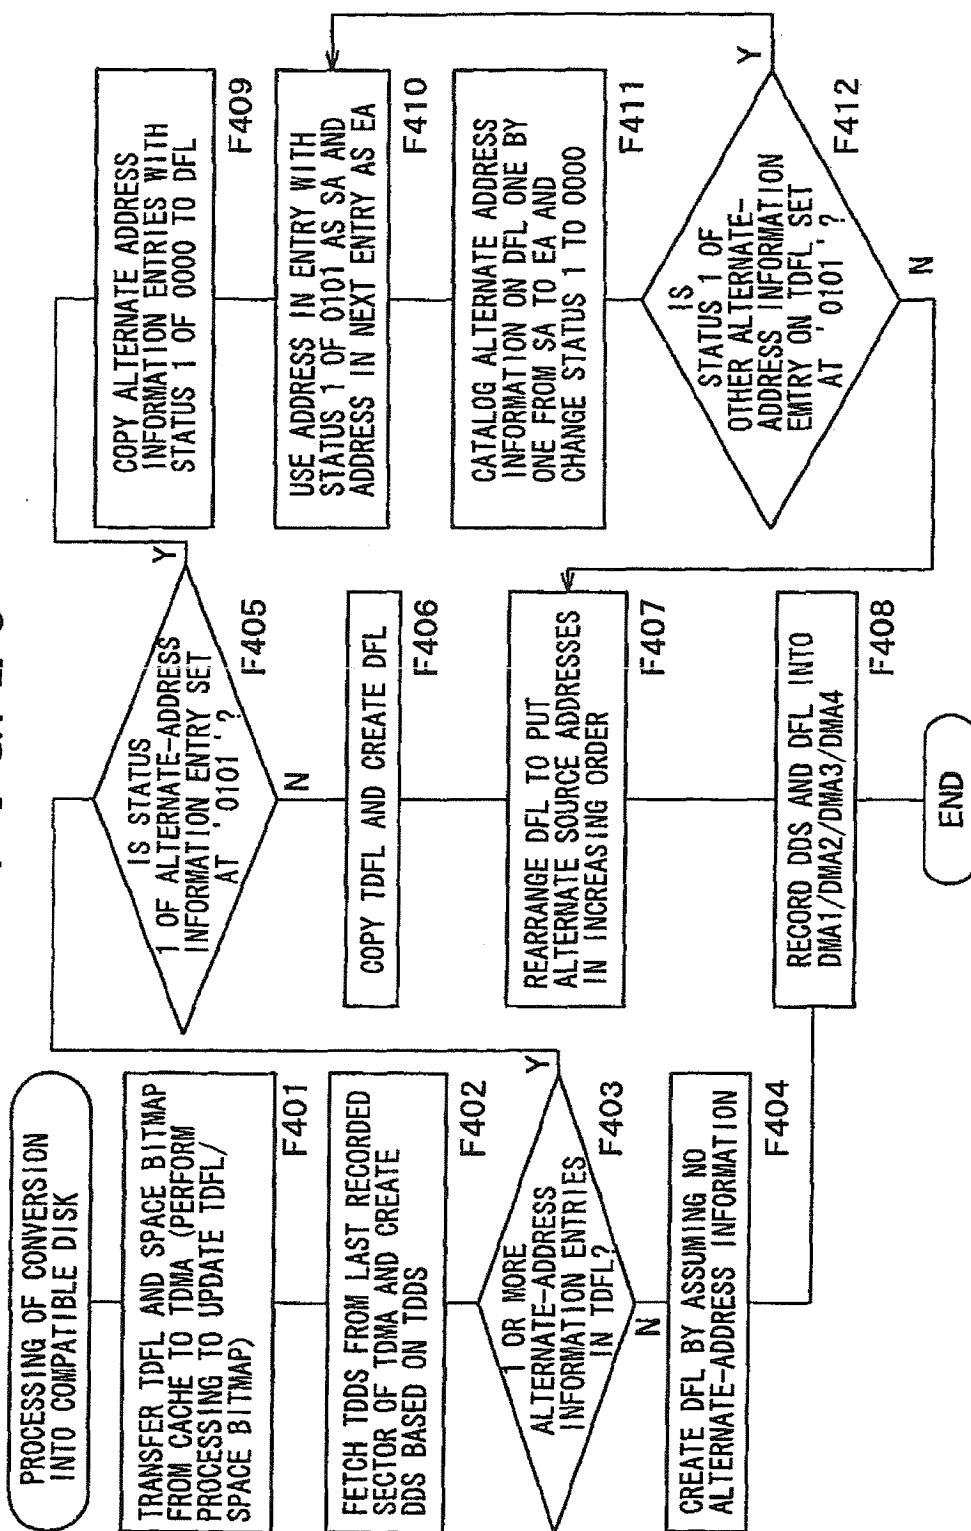 PROCESSING OF CONVERSION
INTO COMPATIBLE DISK
TRANSFER TDFL AND SPACE BITMAP
FROM CACHE TO TDMA (PERFORM
PROCESSING TO UPDATE TDFL/
SPACE BITMAP)
F401
FETCH TDDS FROM LAST RECORDED
SECTOR OF TDMA AND CREATE
DDS BASED ON TDDS
F402
1 OR MORE
ALTERNATE-ADDRESS
INFORMATION ENTRIES
IN TDFL?
F403
Y
N
CREATE DFL BY ASSUMING NO
ALTERNATE-ADDRESS INFORMATION
F404
IS STATUS
1 OF ALTERNATE-ADDRESS
INFORMATION ENTRY SET
AT '0101'?
F405
Y
N
COPY TDFL AND CREATE DFL
F406
REARRANGE DFL TO PUT
ALTERNATE SOURCE ADDRESSES
IN INCREASING ORDER
F407
RECORD DDS AND DFL INTO
DMA1/DMA2/DMA3/DMA4
F408
END
COPY ALTERNATE ADDRESS
INFORMATION ENTRIES WITH
STATUS 1 OF 0000 TO DFL
F409
USE ADDRESS IN ENTRY WITH
STATUS 1 OF 0101 AS SA AND
ADDRESS IN NEXT ENTRY AS EA
F410
CATALOG ALTERNATE ADDRESS
INFORMATION ON DFL ONE BY
ONE FROM SA TO EA AND
CHANGE STATUS 1 TO 0000
F411
IS
STATUS 1 OF
OTHER ALTERNATE-
ADDRESS INFORMATION
EMTRY ON TDFL SET
AT '0101'?
F412
Y
N